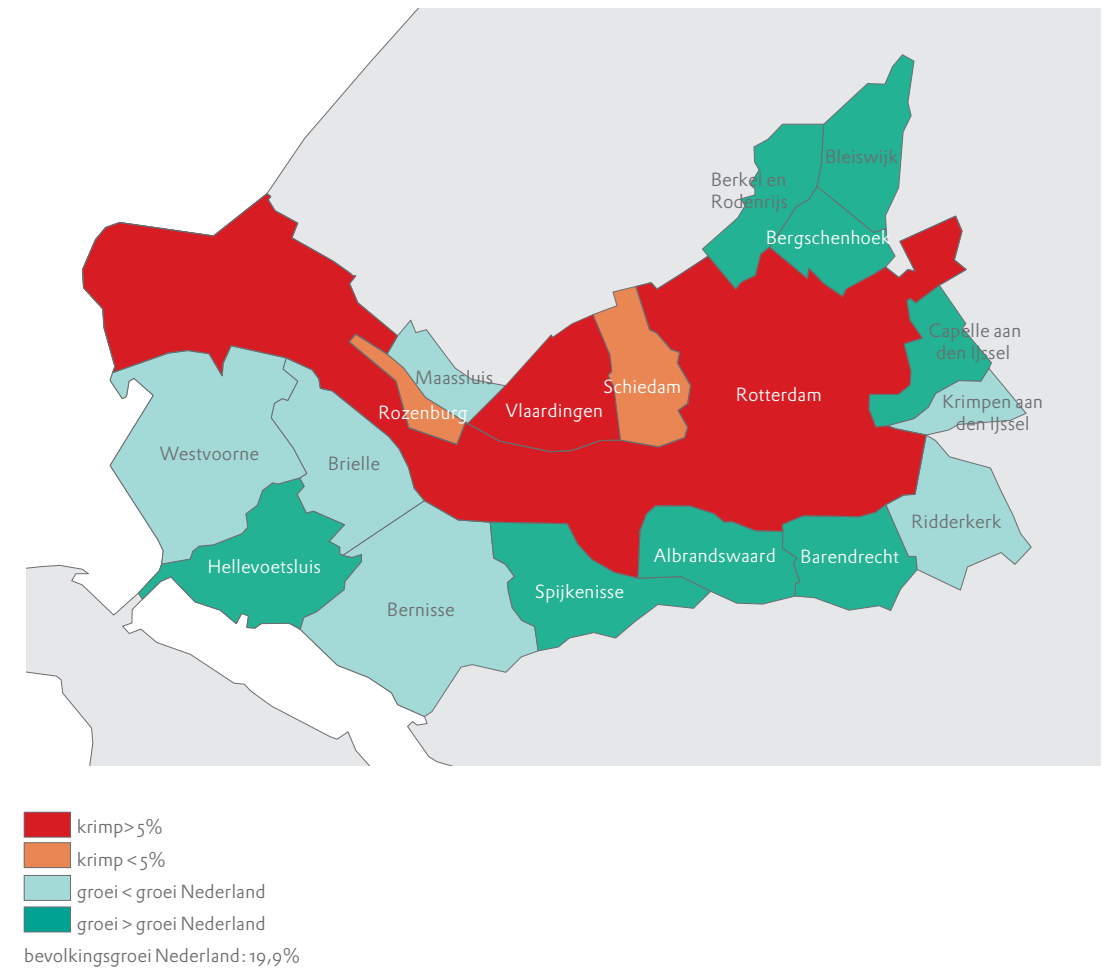 Bleiswijk
Berkel en
Rodenrijs
Bergschenhoek
Capelle aan
den IJssel
Maassluis
Schiedam
Rotterdam
Krimpen aan
den IJssel
Rozenburg
Vlaardingen
Westvoorne
Brielle
Ridderkerk
Hellevoetsluis
Albrandswaard
Barendrecht
Spijkenisse
Bernisse
krimp> 5%
krimp < 5%
groei < groei Nederland
groei > groei Nederland
bevolkingsgroei Nederland: 19,9%